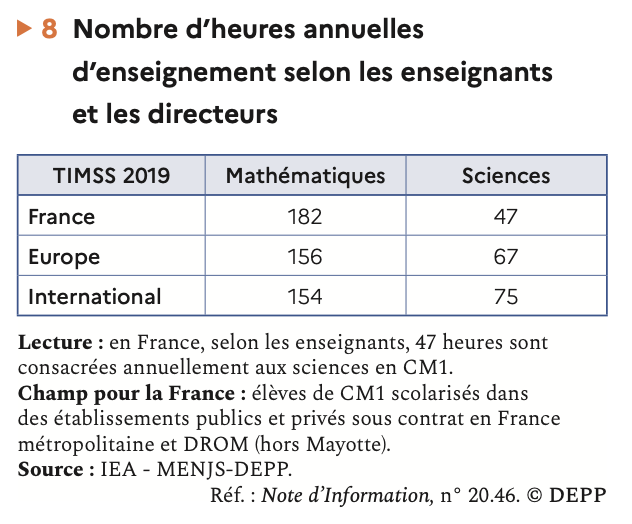 ▶ 8 Nombre d’heures annuelles
d’enseignement selon les enseignants
et les directeurs
TIMSS 2019 Mathématiques Sciences
France 182 47
Europe 156 67
International 154 75
Lecture : en France, selon les enseignants, 47 heures sont
consacrées annuellement aux sciences en CM1.
Champ pour la France : élèves de CM1 scolarisés dans
des établissements publics et privés sous contrat en France
métropolitaine et DROM (hors Mayotte).
Source : IEA - MENJS-DEPP.
Réf. : Note d’Information, n° 20.46. © DEPP